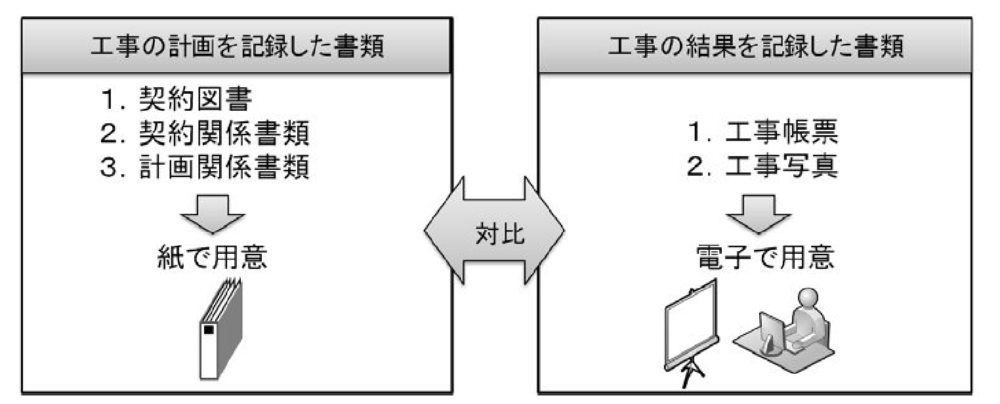 工事の計画を記録した書類
1. 契約図書
2. 契約関係書類
3. 計画関係書類
紙で用意
対比
工事の結果を記録した書類
1. 工事帳票
2. 工事写真
電子で用意